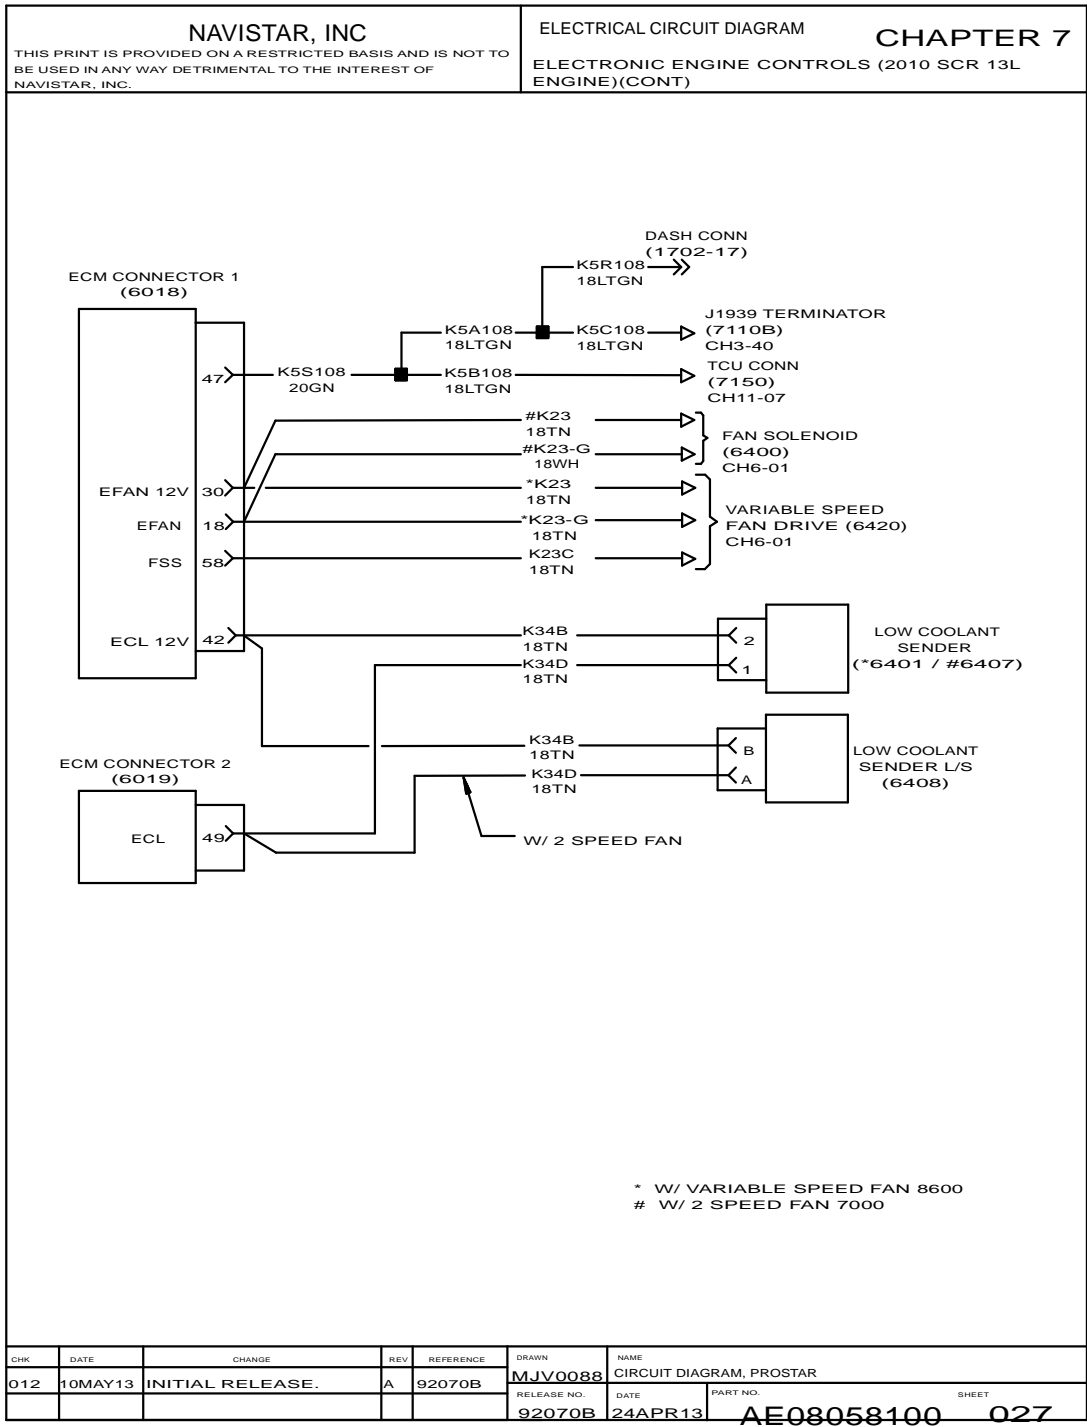 NAVISTAR, INC
THIS PRINT IS PROVIDED ON A RESTRICTED BASIS AND IS NOT TO
BE USED IN ANY WAY DETRIMENTAL TO THE INTEREST OF
NAVISTAR, INC.
ELECTRICAL CIRCUIT DIAGRAM
CHAPTER 7
ELECTRONIC ENGINE CONTROLS (2010 SCR 13L
ENGINE)(CONT)
DASH CONN
(1702-17)
K5R108
18LTGN
ECM CONNECTOR 1
(6018)
J1939 TERMINATOR
(7110B)
CH3-40
K5A108
18LTGN
K5C108
18LTGN
TCU CONN
(7150)
CH11-07
47
K5S108
20GN
K5B108
18LTGN
#K23
18TN
#K23-G
18WH
FAN SOLENOID
(6400)
CH6-01
EFAN 12V
30
*K23
18TN
EFAN
18
*K23-G
18TN
VARIABLE SPEED
FAN DRIVE (6420)
CH6-01
FSS
58
K23C
18TN
ECL 12V
42
K34B
18TN
2
K34D
18TN
1
LOW COOLANT
SENDER
(*6401 / #6407)
K34B
18TN
B
K34D
18TN
A
LOW COOLANT
SENDER L/S
(6408)
ECM CONNECTOR 2
(6019)
ECL
49
W/ 2 SPEED FAN
* W/ VARIABLE SPEED FAN 8600
# W/ 2 SPEED FAN 7000
CHK DATE CHANGE REV REFERENCE
012 10MAY13 INITIAL RELEASE. A 92070B
DRAWN
MJV0088
NAME
CIRCUIT DIAGRAM, PROSTAR
RELEASE NO.
92070B
DATE
24APR13
PART NO.
AE08058100
SHEET
027